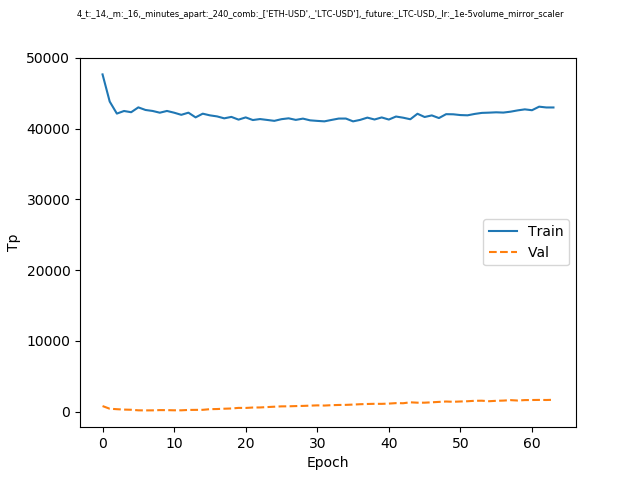 4_t:_14,_m:_16,_minutes_apart:_240_comb:_['ETH-USD',_'LTC-USD'],_future:_LTC-USD,_lr:_1e-5volume_mirror_scaler
50000
40000
30000
20000
10000
0
Tp
Train
Val
0 10 20 30 40 50 60
Epoch